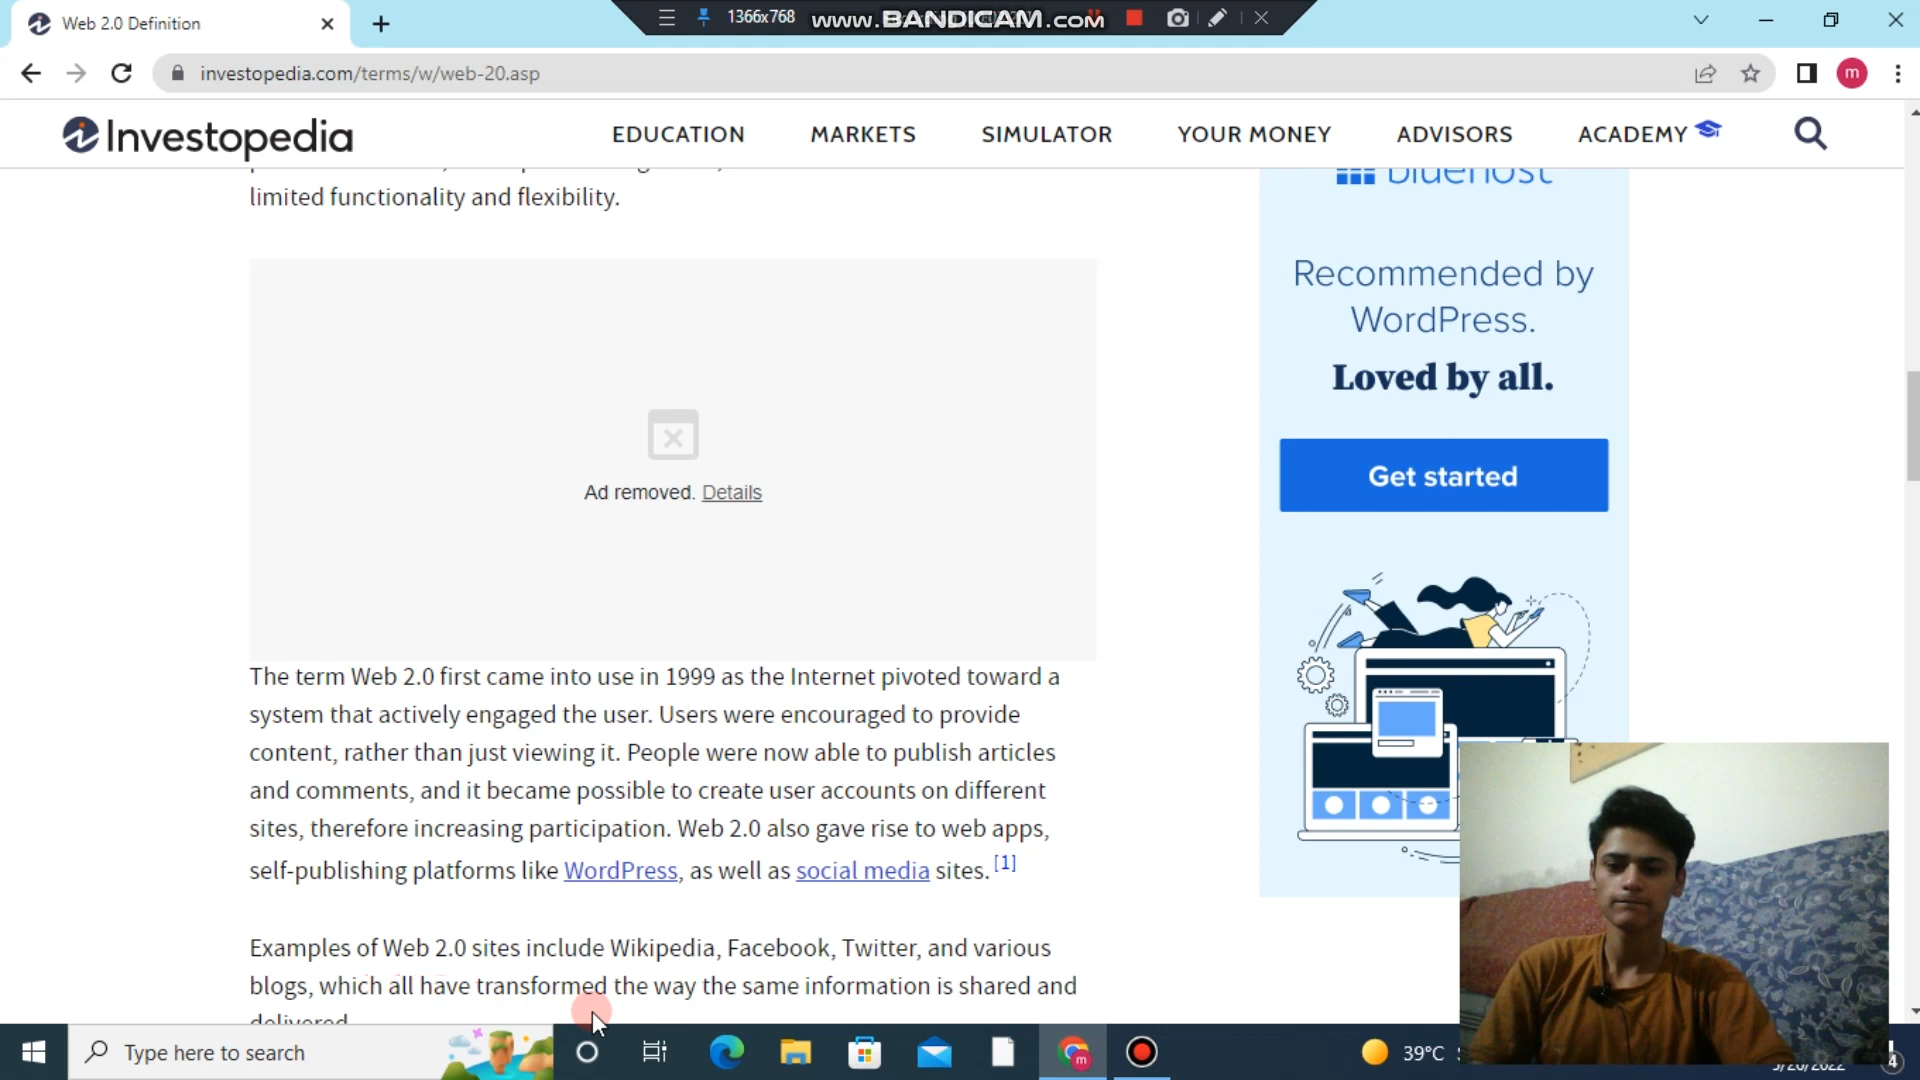 Web 2.0 Definition
1366x768
www.BANDICAM.com
investopedia.com/terms/w/web-20.asp
m
Investopedia
EDUCATION
MARKETS
SIMULATOR
YOUR MONEY
ADVISORS
ACADEMY
limited functionality and flexibility.
bluehost
Recommended by
WordPress.
Loved by all.
Get started
Ad removed. Details
The term Web 2.0 first came into use in 1999 as the Internet pivoted toward a
system that actively engaged the user. Users were encouraged to provide
content, rather than just viewing it. People were now able to publish articles
and comments, and it became possible to create user accounts on different
sites, therefore increasing participation. Web 2.0 also gave rise to web apps,
self-publishing platforms like WordPress, as well as social media sites. [1]
Examples of Web 2.0 sites include Wikipedia, Facebook, Twitter, and various
blogs, which all have transformed the way the same information is shared and
delivered
Type here to search
m
39°C
4